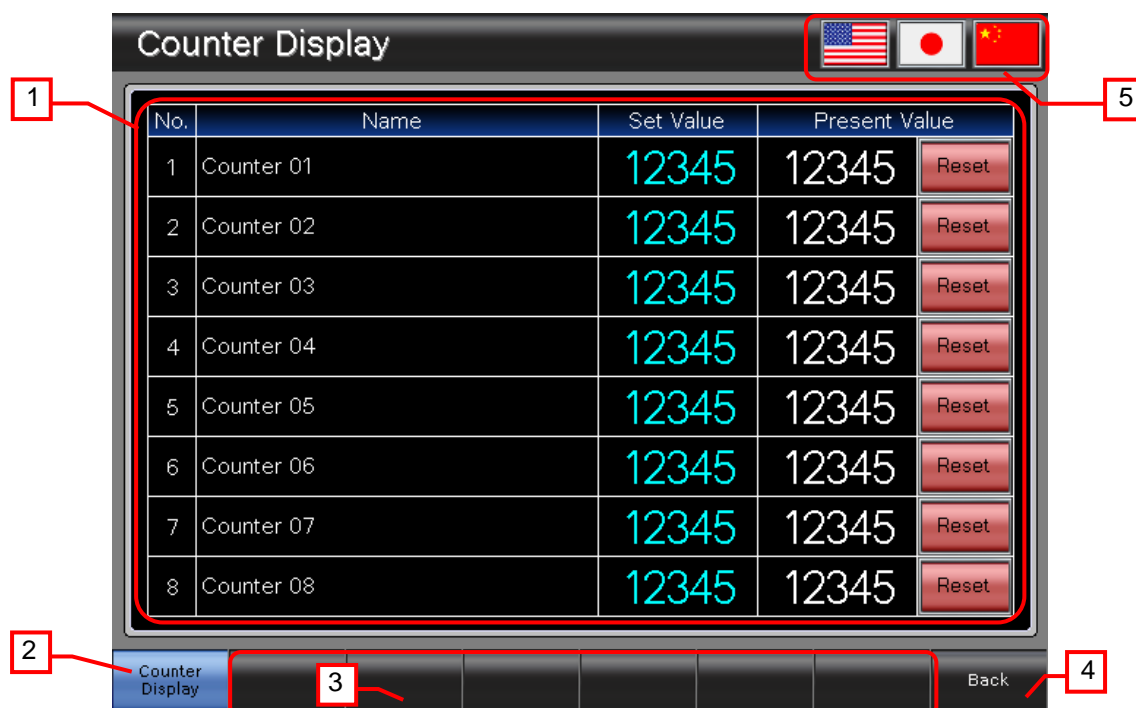 Counter Display
5
1
No. Name Set Value Present Value
1 Counter 01 12345 12345 Reset
2 Counter 02 12345 12345 Reset
3 Counter 03 12345 12345 Reset
4 Counter 04 12345 12345 Reset
5 Counter 05 12345 12345 Reset
6 Counter 06 12345 12345 Reset
7 Counter 07 12345 12345 Reset
8 Counter 08 12345 12345 Reset
2
Counter
Display
3
Back
4